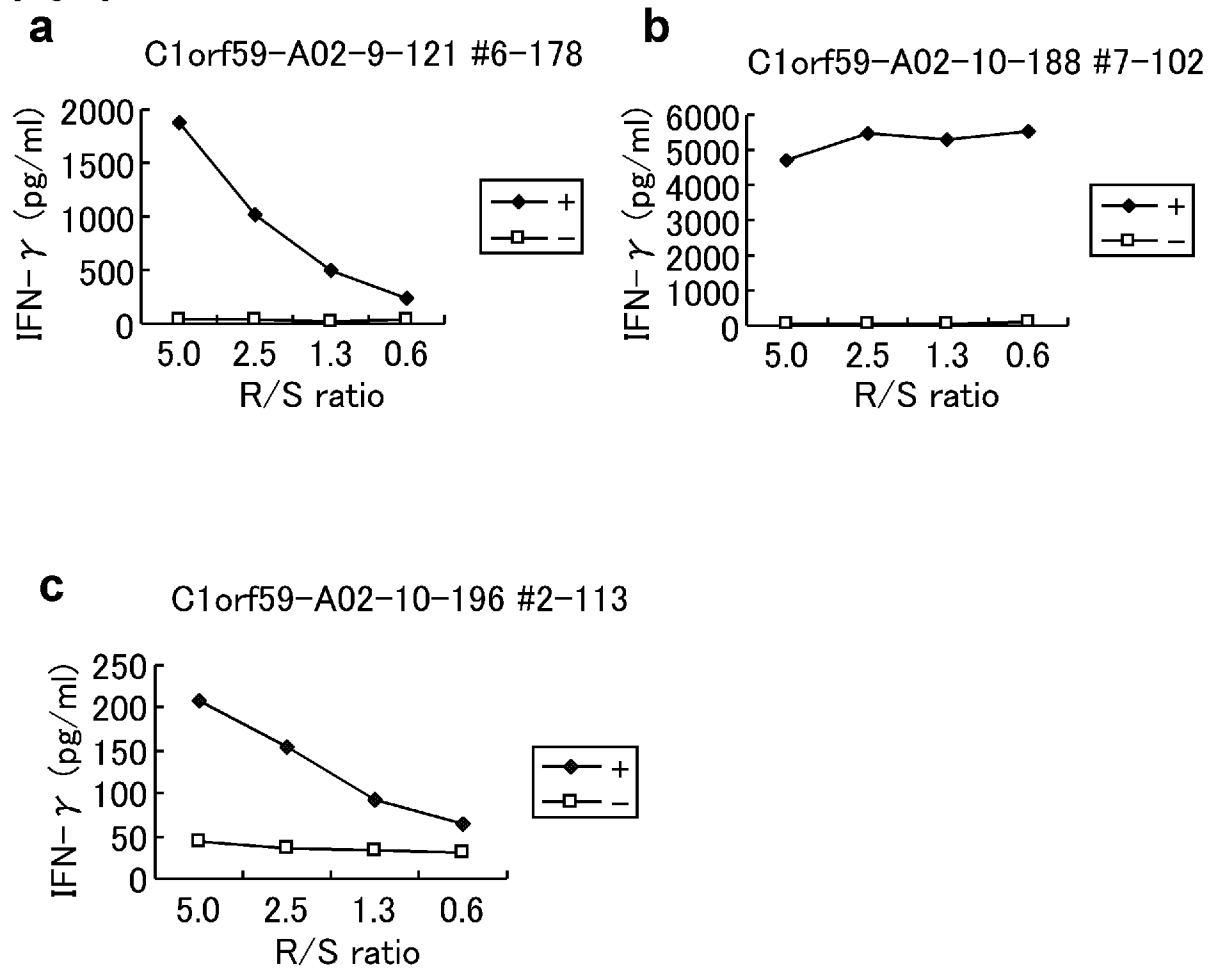 a
C1orf59-A02-9-121 #6-178
IFN-γ (pg/ml)
2000
1500
1000
500
0
5.0 2.5 1.3 0.6
R/S ratio
+
−
b
C1orf59-A02-10-188 #7-102
IFN-γ (pg/ml)
6000
5000
4000
3000
2000
1000
0
5.0 2.5 1.3 0.6
R/S ratio
+
−
c
C1orf59-A02-10-196 #2-113
IFN-γ (pg/ml)
250
200
150
100
50
0
5.0 2.5 1.3 0.6
R/S ratio
+
−